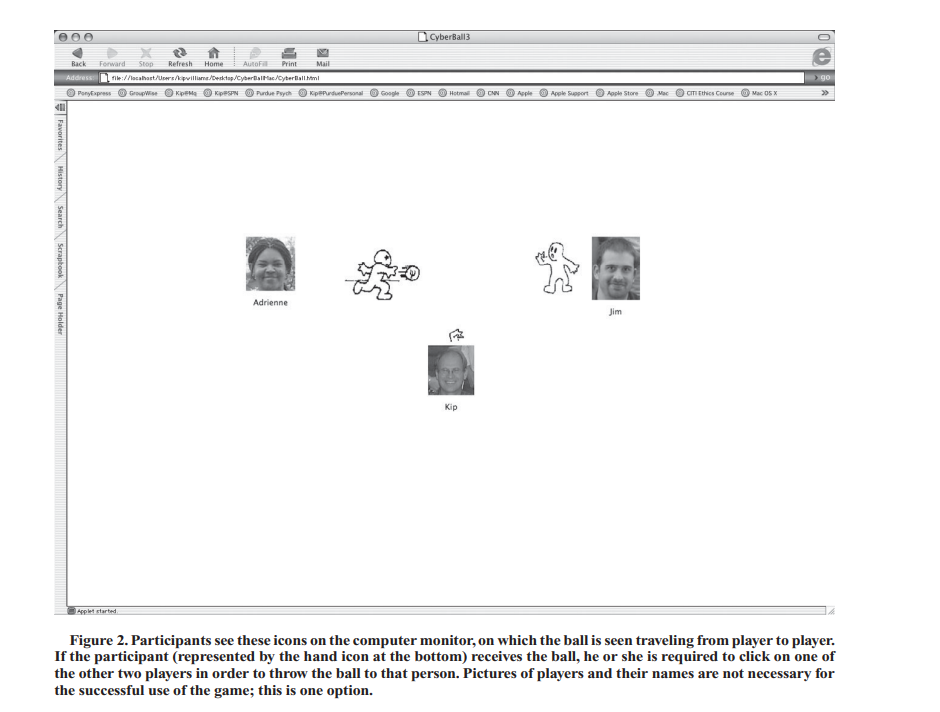 CyberBall3
Back Forward Stop Refresh Home AutoFill Print Mail
Address: file://localhost/Users/kipwilliams/Desktop/CyberBallMac/CyberBall.html go
PonyExpress GroupWise Kip@Mq Kip@SPN Purdue Psych Kip@PurduePersonal Google ESPN Hotmail CNN Apple Apple Support Apple Store .Mac CITI Ethics Course Mac OS X
Favorites
History
Search
Scrapbook
Page Holder
Adrienne
Jim
Kip
Applet started.
Figure 2. Participants see these icons on the computer monitor, on which the ball is seen traveling from player to player.
If the participant (represented by the hand icon at the bottom) receives the ball, he or she is required to click on one of
the other two players in order to throw the ball to that person. Pictures of players and their names are not necessary for
the successful use of the game; this is one option.